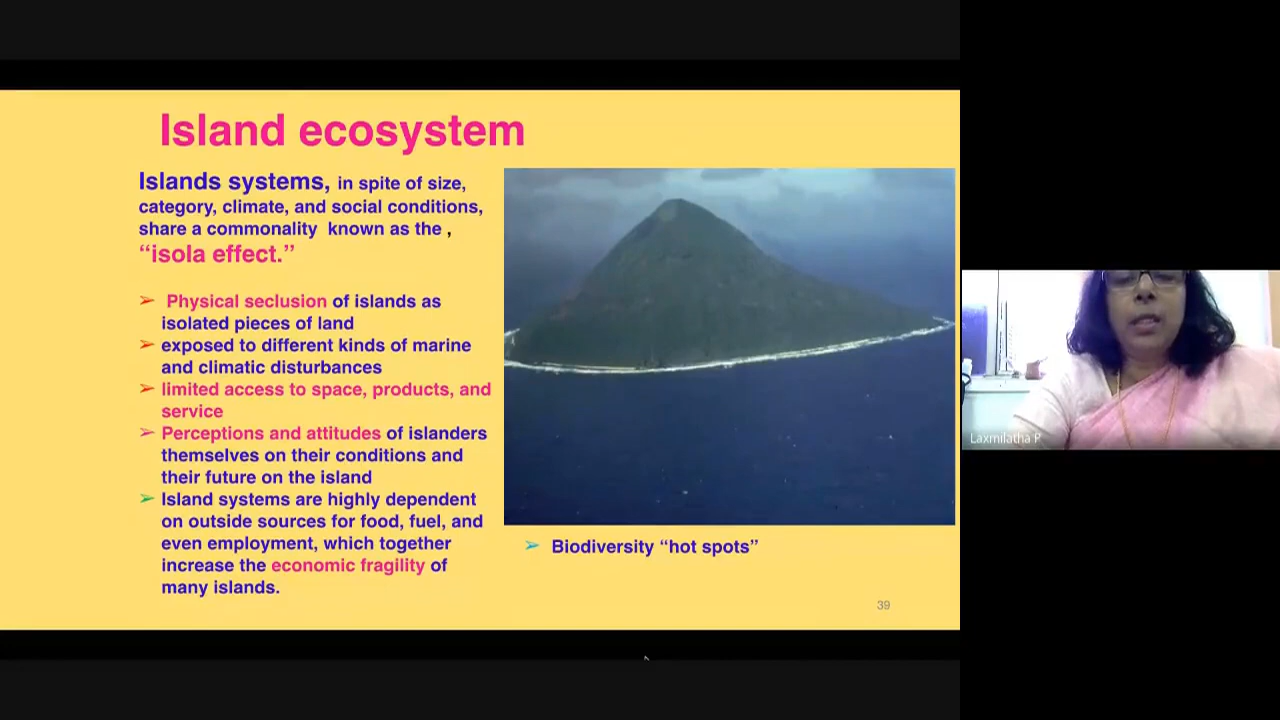 Island ecosystem
Islands systems, in spite of size,
category, climate, and social conditions,
share a commonality known as the ,
“isola effect.”
➢ Physical seclusion of islands as
isolated pieces of land
➢ exposed to different kinds of marine
and climatic disturbances
➢ limited access to space, products, and
service
➢ Perceptions and attitudes of islanders
themselves on their conditions and
their future on the island
➢ Island systems are highly dependent
on outside sources for food, fuel, and
even employment, which together
increase the economic fragility of
many islands.
➢ Biodiversity “hot spots”
39
Laxmilatha P